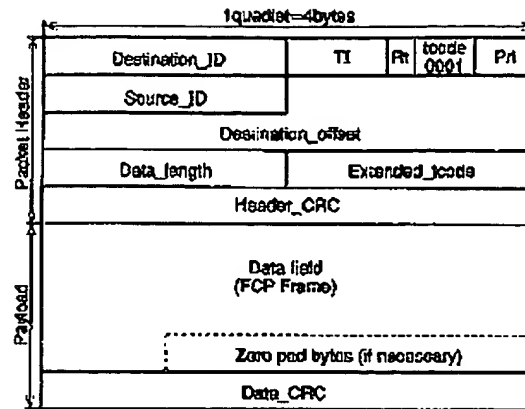 1quadlet=4bytes
Destination_ID Tl Rt tcode Pri
0001
Source_ID
Destination_offset
Data_length Extended_tcode
Header_CRC
Data field
(FCP Frame)
Zero pad bytes (if necessary)
Data_CRC
Packet Header
Payload